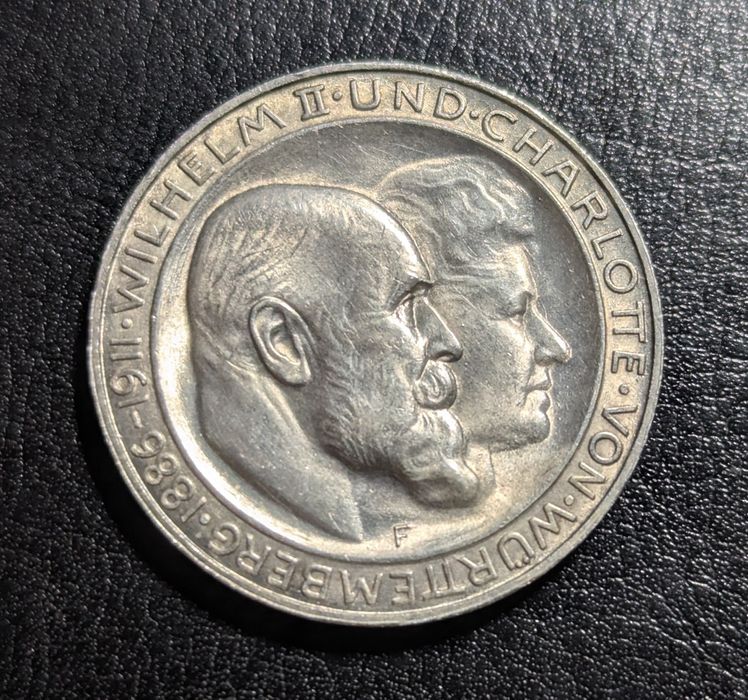 WILHELM II·UND·CHARLOTTE·VON·WÜRTTEMBERG·1886-1911·
F